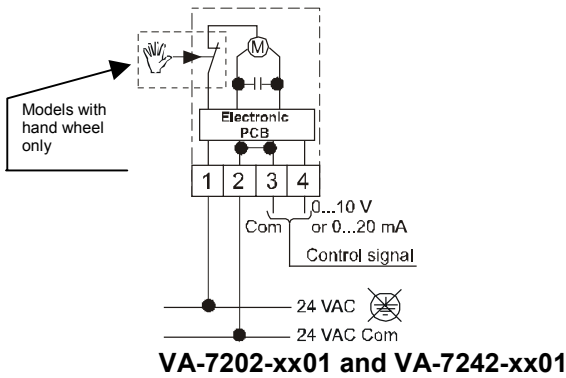 M
Models with
hand wheel
only
Electronic
PCB
1 2 3 4
0...10 V
Com or 0...20 mA
Control signal
24 VAC
24 VAC Com
VA-7202-xx01 and VA-7242-xx01